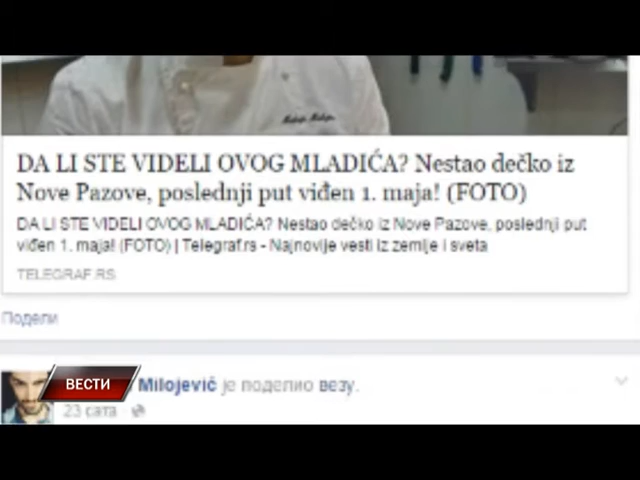 DA LI STE VIDELI OVOG MLADIĆA? Nestao dečko iz
Nove Pazove, poslednji put viđen 1. maja! (FOTO)
DA LI STE VIDELI OVOG MLADIĆA? Nestao dečko iz Nove Pazove, poslednji put
viđen 1. maja! (FOTO) | Telegraf.rs - Najnovije vesti iz zemlje i sveta
TELEGRAF.RS
Подели
ВЕСТИ
Milojević је поделио везу.
23 сата